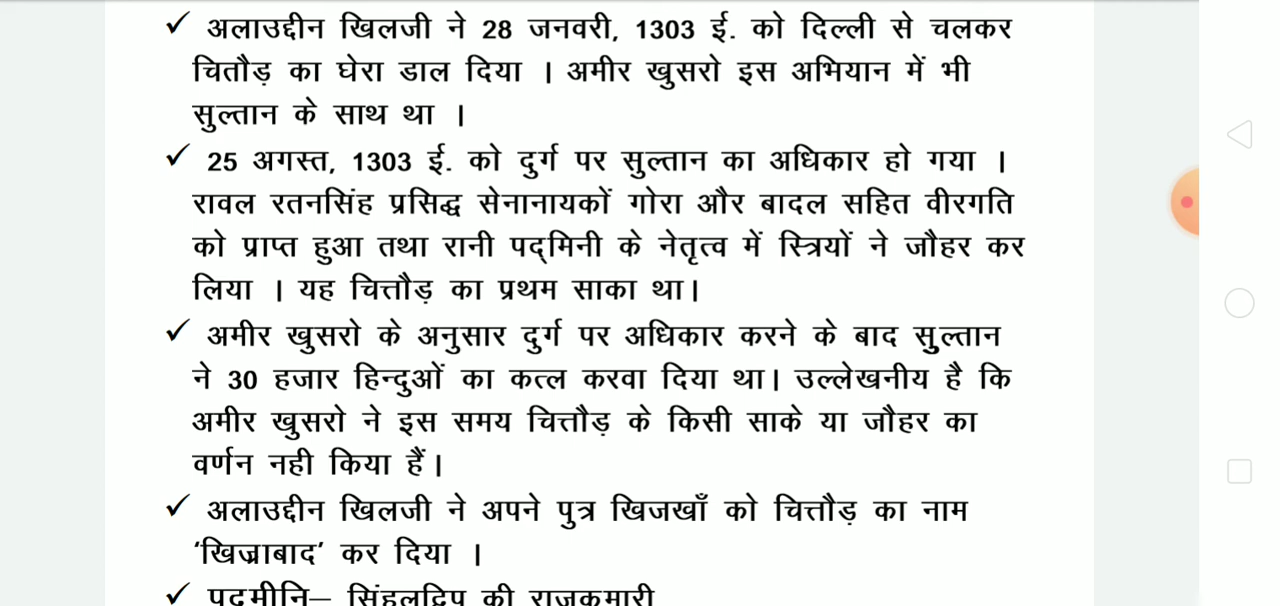 ✓ अलाउद्दीन खिलजी ने 28 जनवरी, 1303 ई. को दिल्ली से चलकर
चितौड़ का घेरा डाल दिया । अमीर खुसरो इस अभियान में भी
सुल्तान के साथ था ।
✓ 25 अगस्त, 1303 ई. को दुर्ग पर सुल्तान का अधिकार हो गया ।
रावल रतनसिंह प्रसिद्ध सेनानायकों गोरा और बादल सहित वीरगति
को प्राप्त हुआ तथा रानी पद्‌मिनी के नेतृत्व में स्त्रियों ने जौहर कर
लिया । यह चित्तौड़ का प्रथम साका था।
✓ अमीर खुसरो के अनुसार दुर्ग पर अधिकार करने के बाद सुल्तान
ने 30 हजार हिन्दुओं का कत्ल करवा दिया था। उल्लेखनीय है कि
अमीर खुसरो ने इस समय चित्तौड़ के किसी साके या जौहर का
वर्णन नही किया हैं।
✓ अलाउद्दीन खिलजी ने अपने पुत्र खिजखाँ को चित्तौड़ का नाम
‘खिज्राबाद’ कर दिया ।
✓ पदमीनि– सिंहलद्विप की राजकुमारी